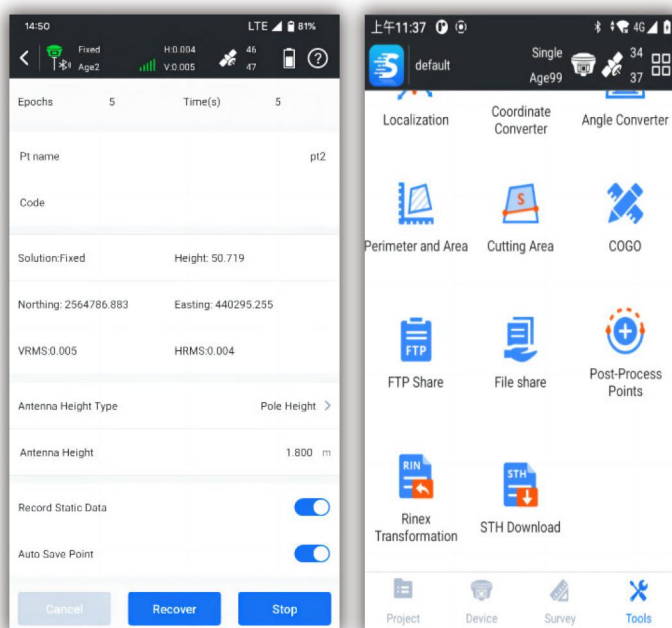 14:50 LTE 81%
Fixed H:0.004 46
Age2 V:0.005 47
Epochs 5 Time(s) 5
Pt name pt2
Code
Solution:Fixed Height: 50.719
Northing: 2564786.883 Easting: 440295.255
VRMS:0.005 HRMS:0.004
Antenna Height Type Pole Height
Antenna Height 1.800 m
Record Static Data
Auto Save Point
Cancel Recover Stop
上午11:37 4G
default Single 34
Age99 37
Localization Coordinate Converter Angle Converter
Perimeter and Area Cutting Area COGO
S
FTP
FTP Share File share Post-Process Points
RIN STH
Rinex Transformation STH Download
Project Device Survey Tools